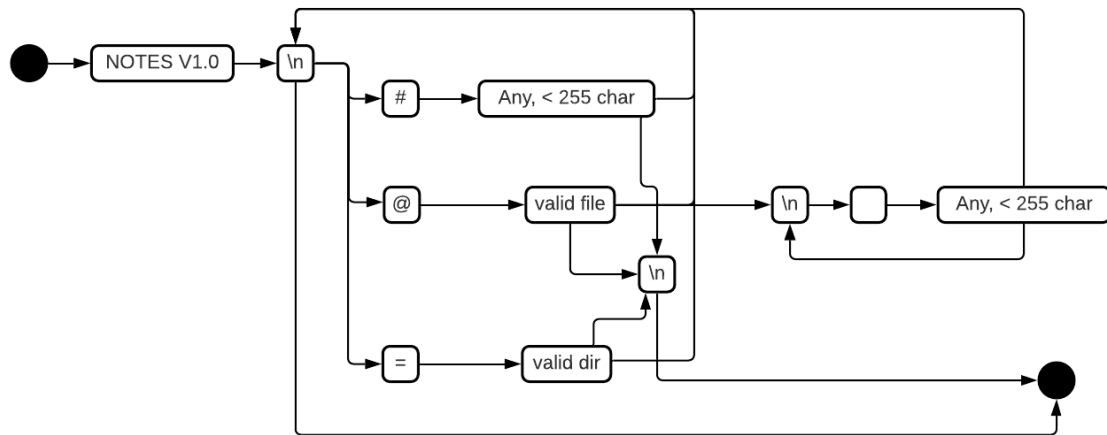 NOTES V1.0
\n
#
Any, < 255 char
@
valid file
\n
Any, < 255 char
\n
=
valid dir